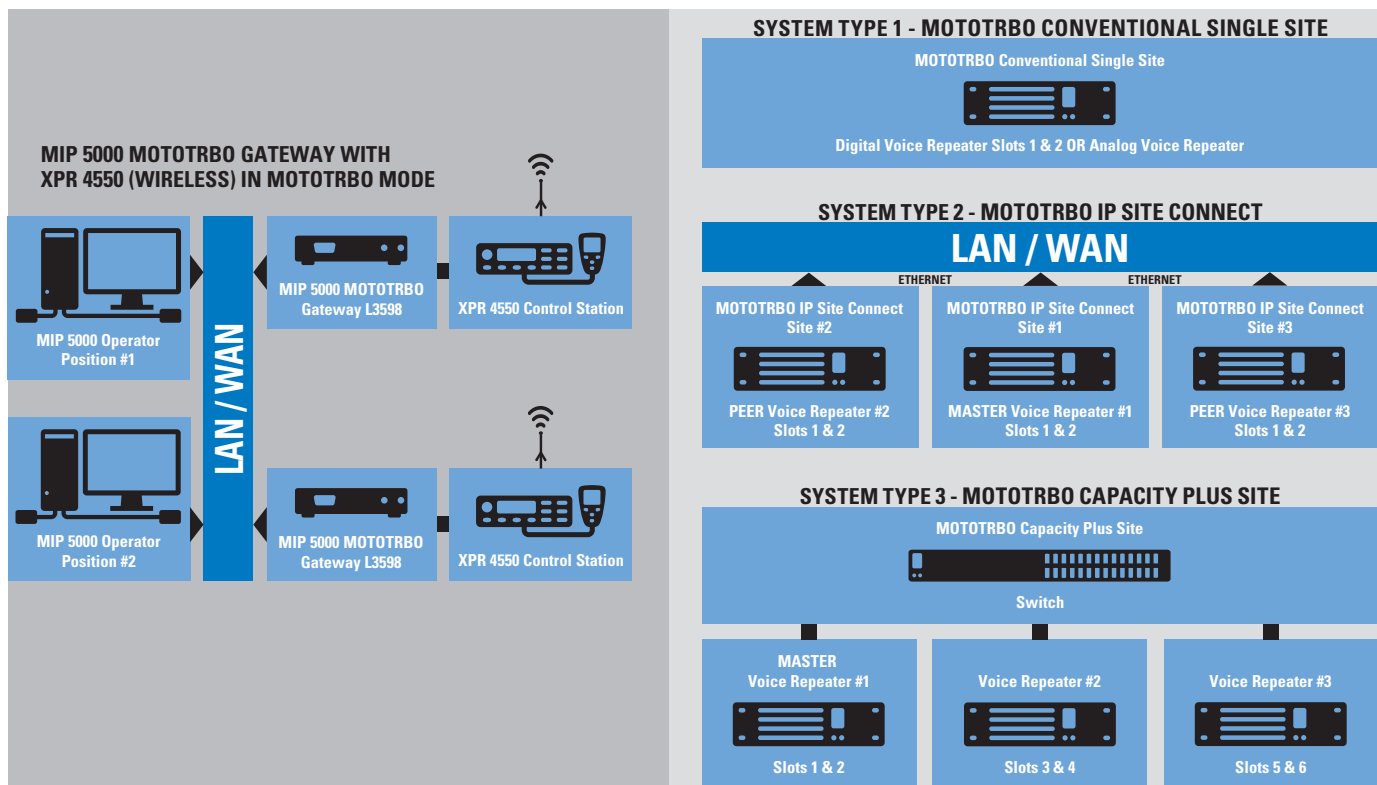 MIP 5000 MOTOTRBO GATEWAY WITH
XPR 4550 (WIRELESS) IN MOTOTRBO MODE
MIP 5000 Operator
Position #1
LAN / WAN
MIP 5000 MOTOTRBO
Gateway L3598
XPR 4550 Control Station
MIP 5000 Operator
Position #2
MIP 5000 MOTOTRBO
Gateway L3598
XPR 4550 Control Station
SYSTEM TYPE 1 - MOTOTRBO CONVENTIONAL SINGLE SITE
MOTOTRBO Conventional Single Site
Digital Voice Repeater Slots 1 & 2 OR Analog Voice Repeater
SYSTEM TYPE 2 - MOTOTRBO IP SITE CONNECT
LAN / WAN
ETHERNET
ETHERNET
MOTOTRBO IP Site Connect
Site #2
PEER Voice Repeater #2
Slots 1 & 2
MOTOTRBO IP Site Connect
Site #1
MASTER Voice Repeater #1
Slots 1 & 2
MOTOTRBO IP Site Connect
Site #3
PEER Voice Repeater #3
Slots 1 & 2
SYSTEM TYPE 3 - MOTOTRBO CAPACITY PLUS SITE
MOTOTRBO Capacity Plus Site
Switch
MASTER
Voice Repeater #1
Slots 1 & 2
Voice Repeater #2
Slots 3 & 4
Voice Repeater #3
Slots 5 & 6